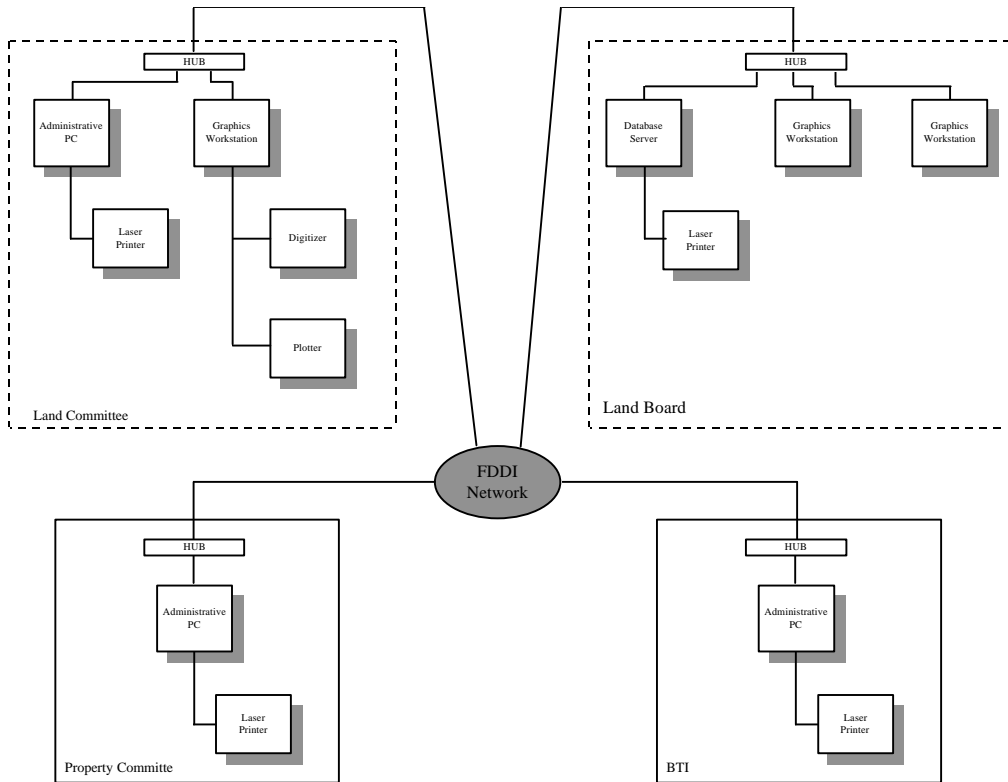 HUB
Administrative
PC
Graphics
Workstation
Laser
Printer
Digitizer
Plotter
Land Committee
HUB
Database
Server
Graphics
Workstation
Graphics
Workstation
Laser
Printer
Land Board
FDDI
Network
HUB
Administrative
PC
Laser
Printer
Property Committe
HUB
Administrative
PC
Laser
Printer
BTI